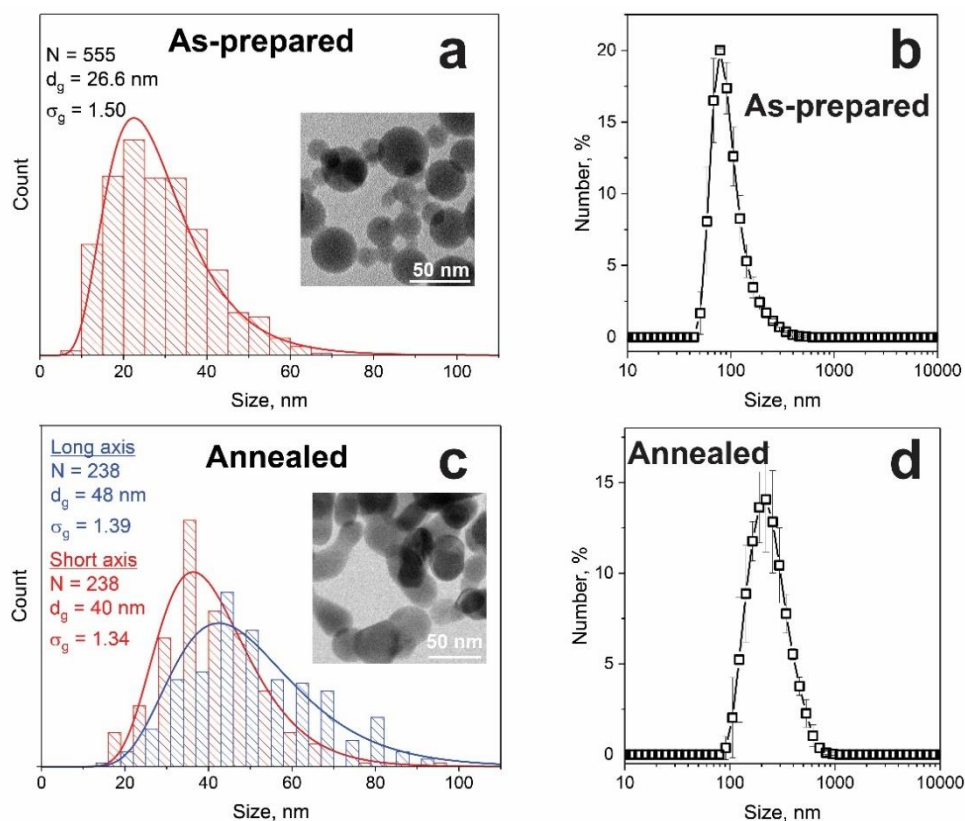 As-prepared
a
N = 555
d_g = 26.6 nm
σ_g = 1.50
Count
50 nm
0 20 40 60 80 100
Size, nm
b
As-prepared
Number, %
20
15
10
5
0
10 100 1000 10000
Size, nm
Annealed
c
Long axis
N = 238
d_g = 48 nm
σ_g = 1.39
Short axis
N = 238
d_g = 40 nm
σ_g = 1.34
Count
50 nm
0 20 40 60 80 100
Size, nm
Annealed
d
Number, %
15
10
5
0
10 100 1000 10000
Size, nm